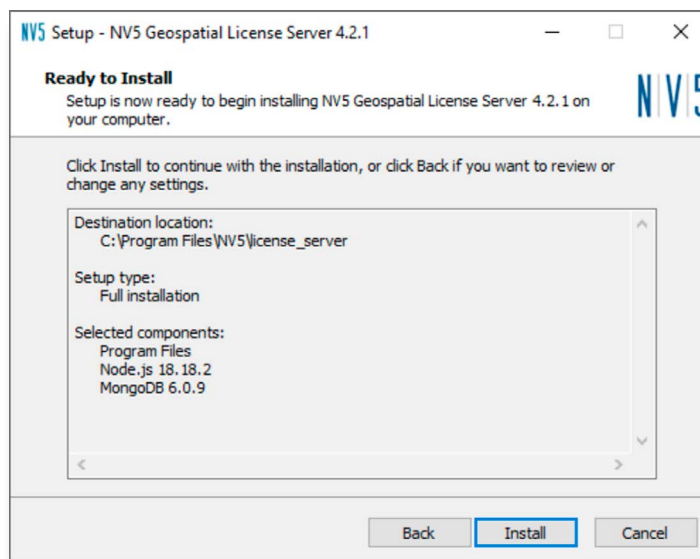 NV5 Setup - NV5 Geospatial License Server 4.2.1
Ready to Install
Setup is now ready to begin installing NV5 Geospatial License Server 4.2.1 on
your computer.
N|V|5
Click Install to continue with the installation, or click Back if you want to review or
change any settings.
Destination location:
C:\Program Files\NV5\license_server
Setup type:
Full installation
Selected components:
Program Files
Node.js 18.18.2
MongoDB 6.0.9
Back Install Cancel